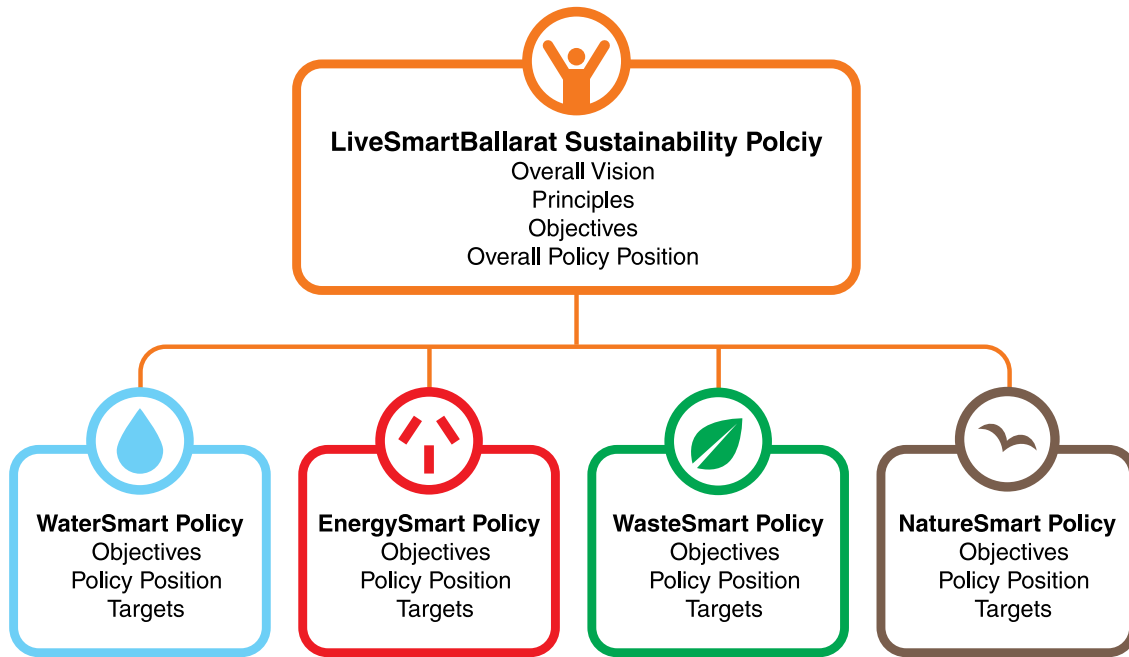 LiveSmartBallarat Sustainability Polciy
Overall Vision
Principles
Objectives
Overall Policy Position
WaterSmart Policy
Objectives
Policy Position
Targets
EnergySmart Policy
Objectives
Policy Position
Targets
WasteSmart Policy
Objectives
Policy Position
Targets
NatureSmart Policy
Objectives
Policy Position
Targets